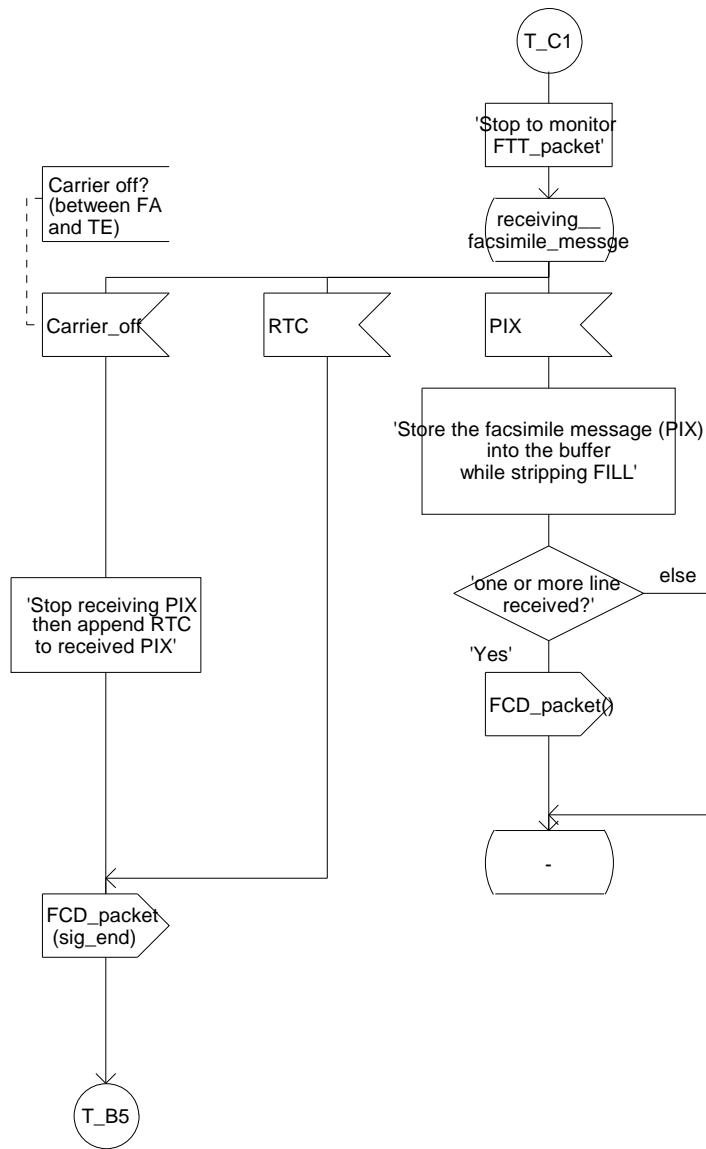 T_C1
'Stop to monitor
FTT_packet'
Carrier off?
(between FA
and TE)
receiving__
facsimile_messge
Carrier_off
RTC
PIX
'Store the facsimile message (PIX)
into the buffer
while stripping FILL'
'one or more line
received?'
else
'Stop receiving PIX
then append RTC
to received PIX'
'Yes'
FCD_packet()
-
FCD_packet
(sig_end)
T_B5